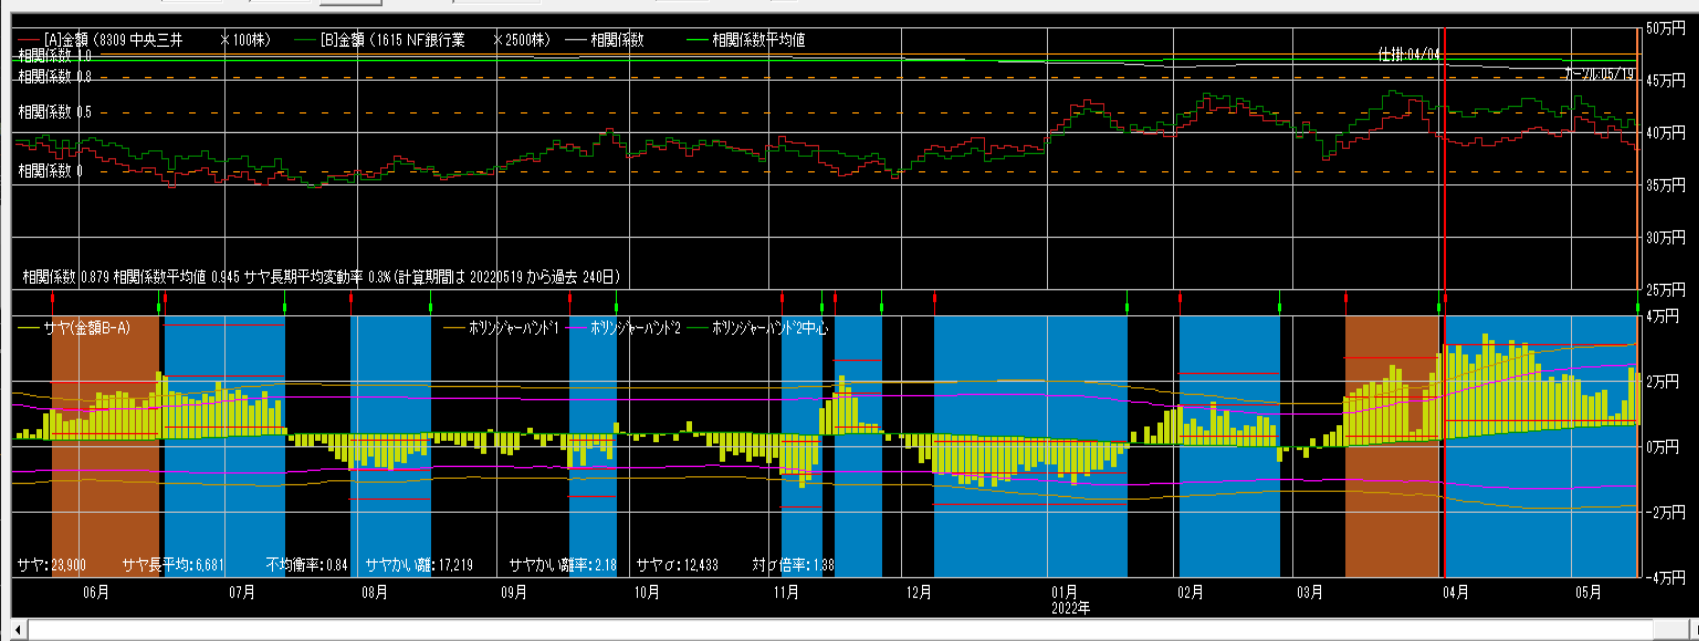 [A]金額 (8309 中央三井 ×100株) [B]金額 (1615 NF銀行業 ×2500株) 相関係数 相関係数平均値
50万円
相関係数 1.0
仕掛:04/04
相関係数 0.8
カーソル:05/19
45万円
相関係数 0.5
40万円
相関係数 0
35万円
30万円
相関係数 0.879 相関係数平均値 0.945 サヤ長期平均変動率 0.3% (計算期間は 20220519 から過去 240日)
25万円
サヤ(金額B-A) ボリンジャーバンド1 ボリンジャーバンド2 ボリンジャーバンド2中心
4万円
2万円
0万円
-2万円
サヤ:23,900 サヤ長平均:6,681 不均衡率:0.84 サヤかい離:17,219 サヤかい離率:2.18 サヤσ:12,433 対σ倍率:1.38
-4万円
06月 07月 08月 09月 10月 11月 12月 01月 02月 03月 04月 05月
2022年